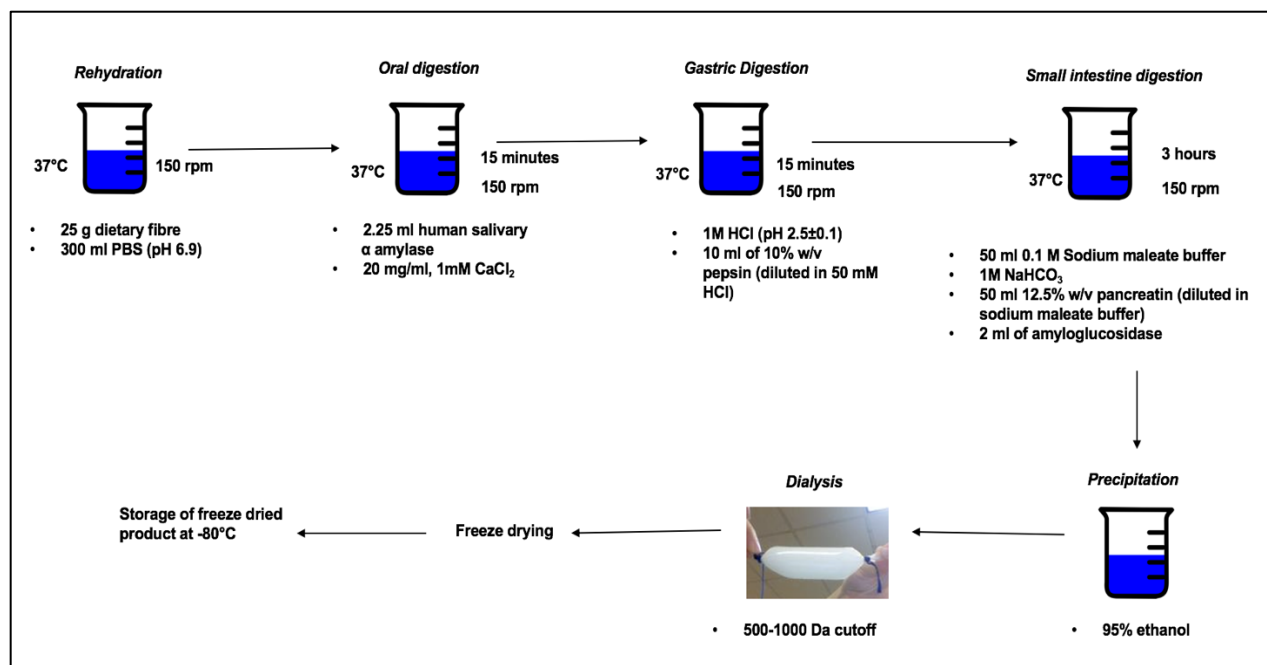 Rehydration
37°C
150 rpm
• 25 g dietary fibre
• 300 ml PBS (pH 6.9)
Oral digestion
37°C
15 minutes
150 rpm
• 2.25 ml human salivary
α amylase
• 20 mg/ml, 1mM CaCl₂
Gastric Digestion
37°C
15 minutes
150 rpm
• 1M HCl (pH 2.5±0.1)
• 10 ml of 10% w/v
pepsin (diluted in 50 mM
HCl)
Small intestine digestion
37°C
3 hours
150 rpm
• 50 ml 0.1 M Sodium maleate buffer
• 1M NaHCO₃
• 50 ml 12.5% w/v pancreatin (diluted in
sodium maleate buffer)
• 2 ml of amyloglucosidase
Precipitation
• 95% ethanol
Dialysis
• 500-1000 Da cutoff
Freeze drying
Storage of freeze dried
product at -80°C